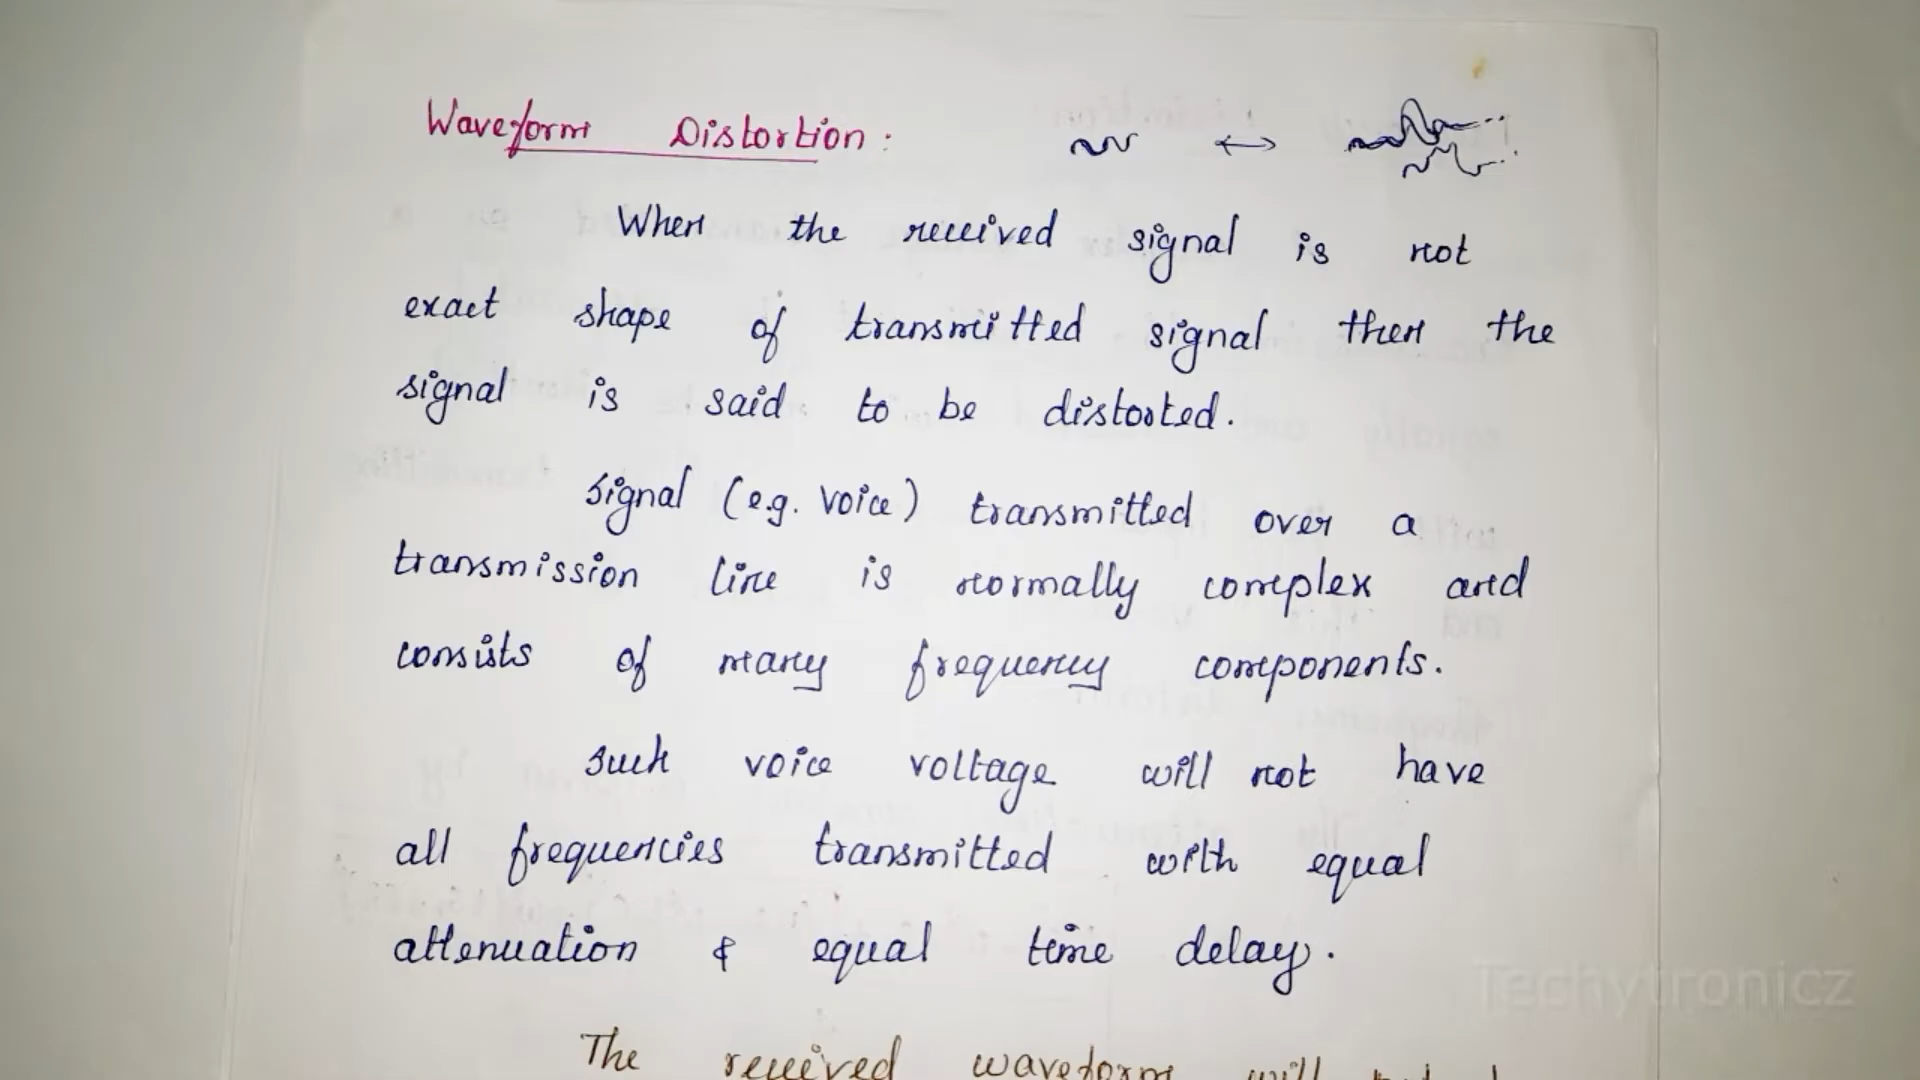 Waveform Distortion:
When the received signal is not
exact shape of transmitted signal then the
signal is said to be distorted.
Signal (e.g. voice) transmitted over a
transmission line is normally complex and
consists of many frequency components.
Such voice voltage will not have
all frequencies transmitted with equal
attenuation & equal time delay.
Techytronicz
The received waveform will